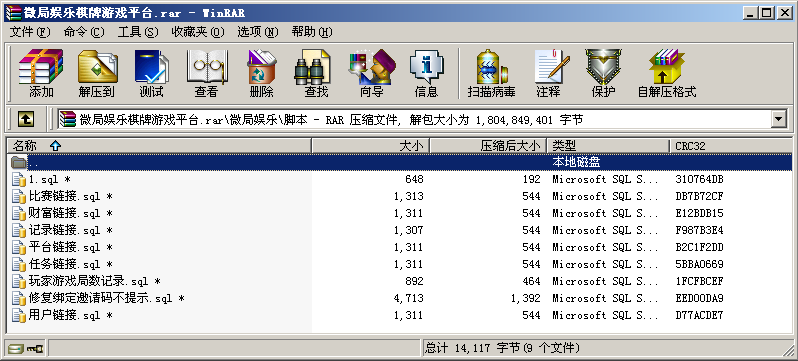 微局娱乐棋牌游戏平台.rar - WinRAR
文件(F) 命令(C) 工具(S) 收藏夹(O) 选项(N) 帮助(H)
添加 解压到 测试 查看 删除 查找 向导 信息 扫描病毒 注释 保护 自解压格式
微局娱乐棋牌游戏平台.rar\微局娱乐\脚本 - RAR 压缩文件, 解包大小为 1,804,849,401 字节
名称 大小 压缩后大小 类型 CRC32
.. 本地磁盘
1.sql * 648 192 Microsoft SQL S... 310764DB
比赛链接.sql * 1,313 544 Microsoft SQL S... DB7B72CF
财富链接.sql * 1,311 544 Microsoft SQL S... E12BDB15
记录链接.sql * 1,307 544 Microsoft SQL S... F987B3E4
平台链接.sql * 1,311 544 Microsoft SQL S... B2C1F2DD
任务链接.sql * 1,311 544 Microsoft SQL S... 5BBA0669
玩家游戏局数记录.sql * 892 464 Microsoft SQL S... 1FCFBCEF
修复绑定邀请码不提示.sql * 4,713 1,392 Microsoft SQL S... EED00DA9
用户链接.sql * 1,311 544 Microsoft SQL S... D77ACDE7
总计 14,117 字节(9 个文件)